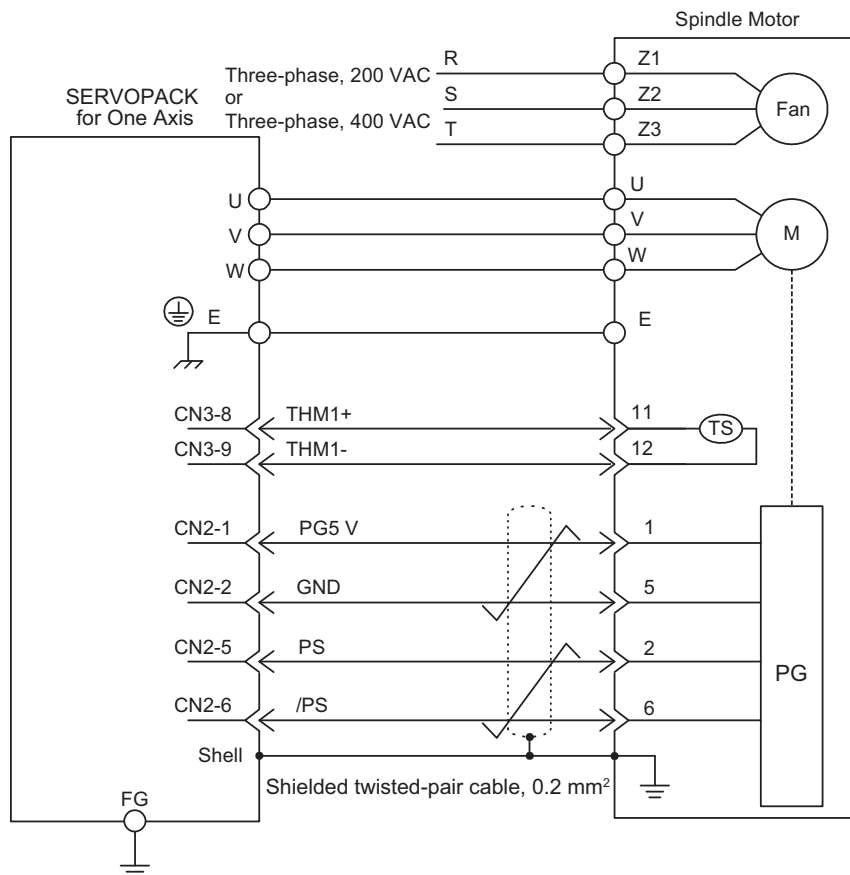 Spindle Motor
SERVOPACK
for One Axis
Three-phase, 200 VAC
or
Three-phase, 400 VAC
R
S
T
Z1
Z2
Z3
Fan
U
V
W
U
V
W
M
E
E
CN3-8
THM1+
11
TS
CN3-9
THM1-
12
CN2-1
PG5 V
1
CN2-2
GND
5
CN2-5
PS
2
CN2-6
/PS
6
PG
Shell
Shielded twisted-pair cable, 0.2 mm²
FG